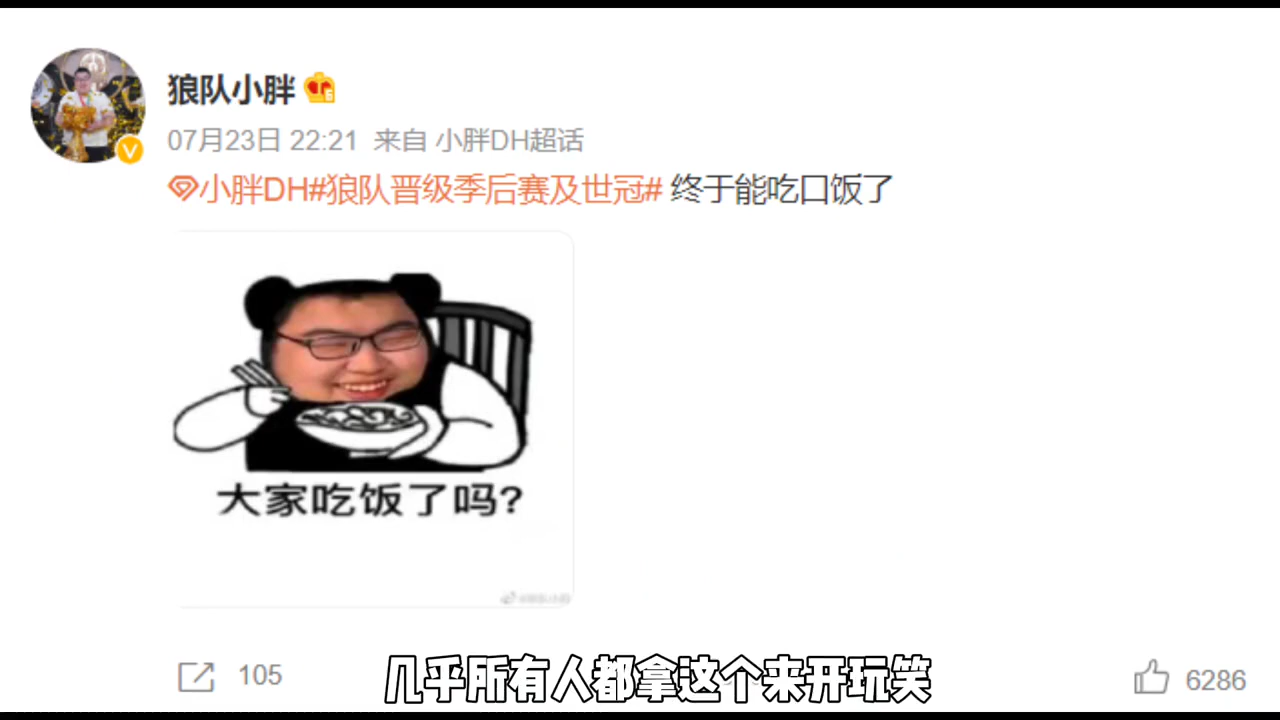 狼队小胖
07月23日 22:21 来自 小胖DH超话
小胖DH#狼队晋级季后赛及世冠# 终于能吃口饭了
大家吃饭了吗?
105
几乎所有人都拿这个来开玩笑
6286